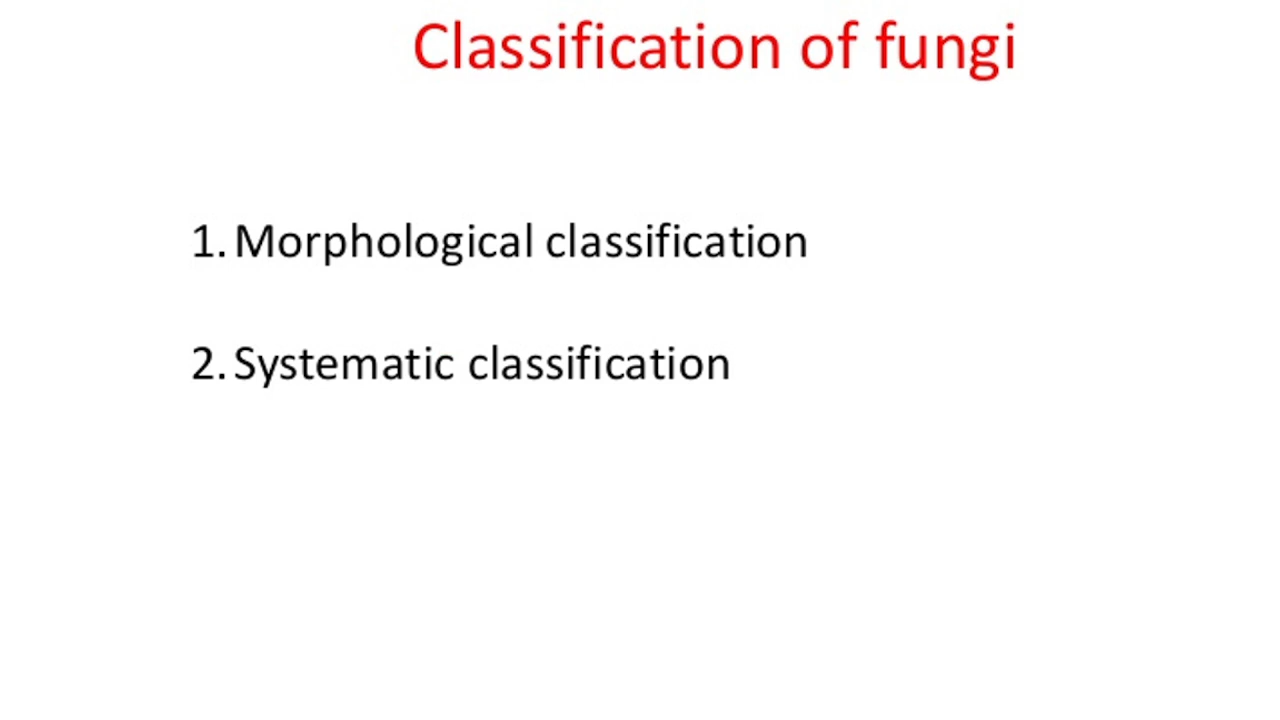 Classification of fungi
1. Morphological classification
2. Systematic classification